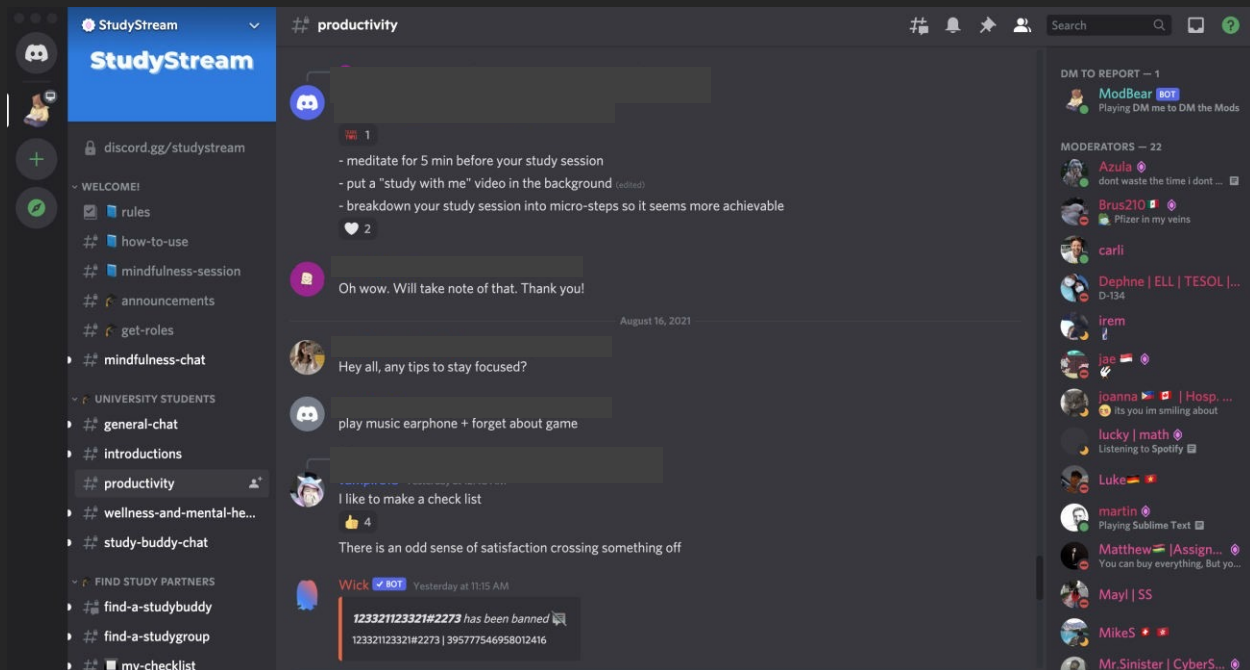 StudyStream
StudyStream
discord.gg/studystream
WELCOME!
rules
how-to-use
mindfulness-session
announcements
get-roles
mindfulness-chat
UNIVERSITY STUDENTS
general-chat
introductions
productivity
wellness-and-mental-he...
study-buddy-chat
FIND STUDY PARTNERS
find-a-studybuddy
find-a-studygroup
my-checklist
productivity
Search
1
- meditate for 5 min before your study session
- put a "study with me" video in the background (edited)
- breakdown your study session into micro-steps so it seems more achievable
2
Oh wow. Will take note of that. Thank you!
August 16, 2021
Hey all, any tips to stay focused?
play music earphone + forget about game
I like to make a check list
4
There is an odd sense of satisfaction crossing something off
Wick BOT Yesterday at 11:15 AM
123321123321#2273 has been banned
123321123321#2273 | 395777546958012416
DM TO REPORT — 1
ModBear BOT
Playing DM me to DM the Mods
MODERATORS — 22
Azula
dont waste the time i dont ...
Brus210
Pfizer in my veins
carli
Dephne | ELL | TESOL |...
D-134
irem
jae
joanna | Hosp. ...
its you im smiling about
lucky | math
Listening to Spotify
Luke
martin
Playing Sublime Text
Matthew |Assign...
You can buy everything, But yo...
Mayl | SS
MikeS
Mr.Sinister | CyberS...